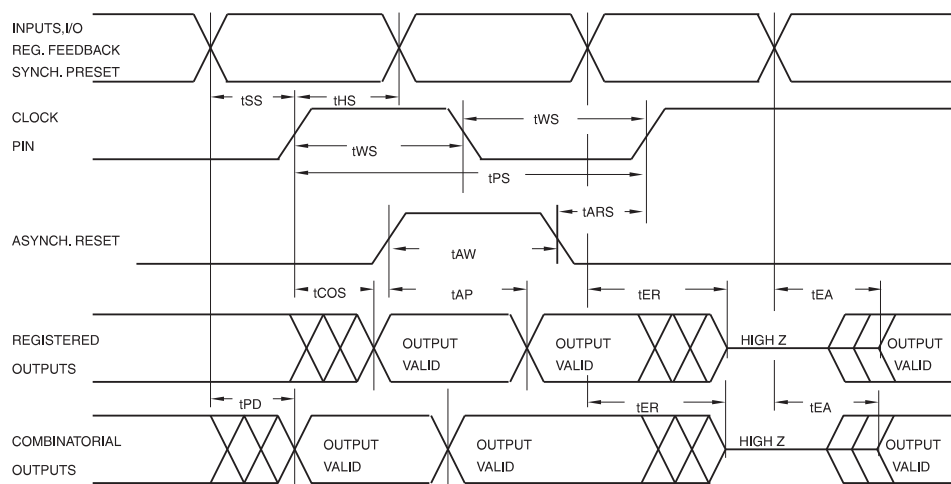 INPUTS,I/O
REG. FEEDBACK
SYNCH. PRESET
tSS
tHS
CLOCK
PIN
tWS
tWS
tPS
tARS
ASYNCH. RESET
tAW
tCOS
tAP
tER
tEA
REGISTERED
OUTPUTS
OUTPUT
VALID
OUTPUT
VALID
HIGH Z
OUTPUT
VALID
tPD
tER
tEA
COMBINATORIAL
OUTPUTS
OUTPUT
VALID
OUTPUT
VALID
HIGH Z
OUTPUT
VALID